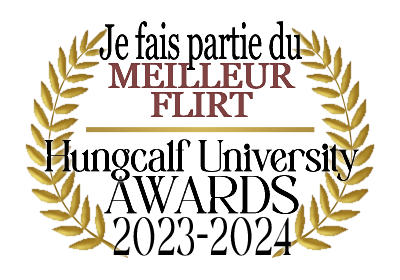 Je fais partie du
MEILLEUR
FLIRT
Hungcalf University
AWARDS
2023-2024